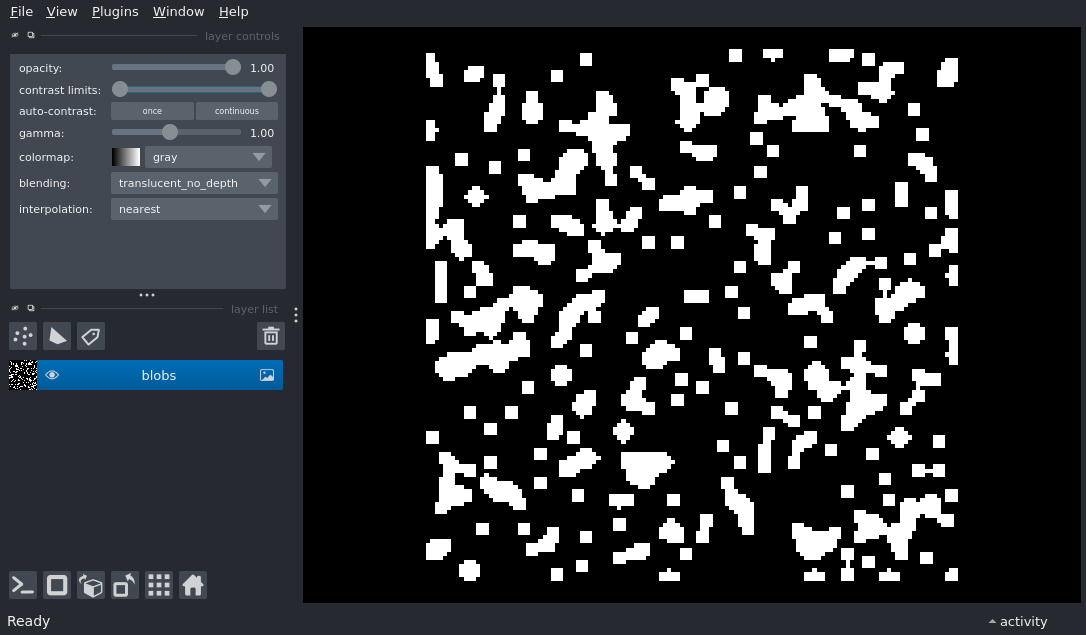 File View Plugins Window Help
layer controls
opacity: 1.00
contrast limits:
auto-contrast: once continuous
gamma: 1.00
colormap: gray
blending: translucent_no_depth
interpolation: nearest
layer list
blobs
Ready activity